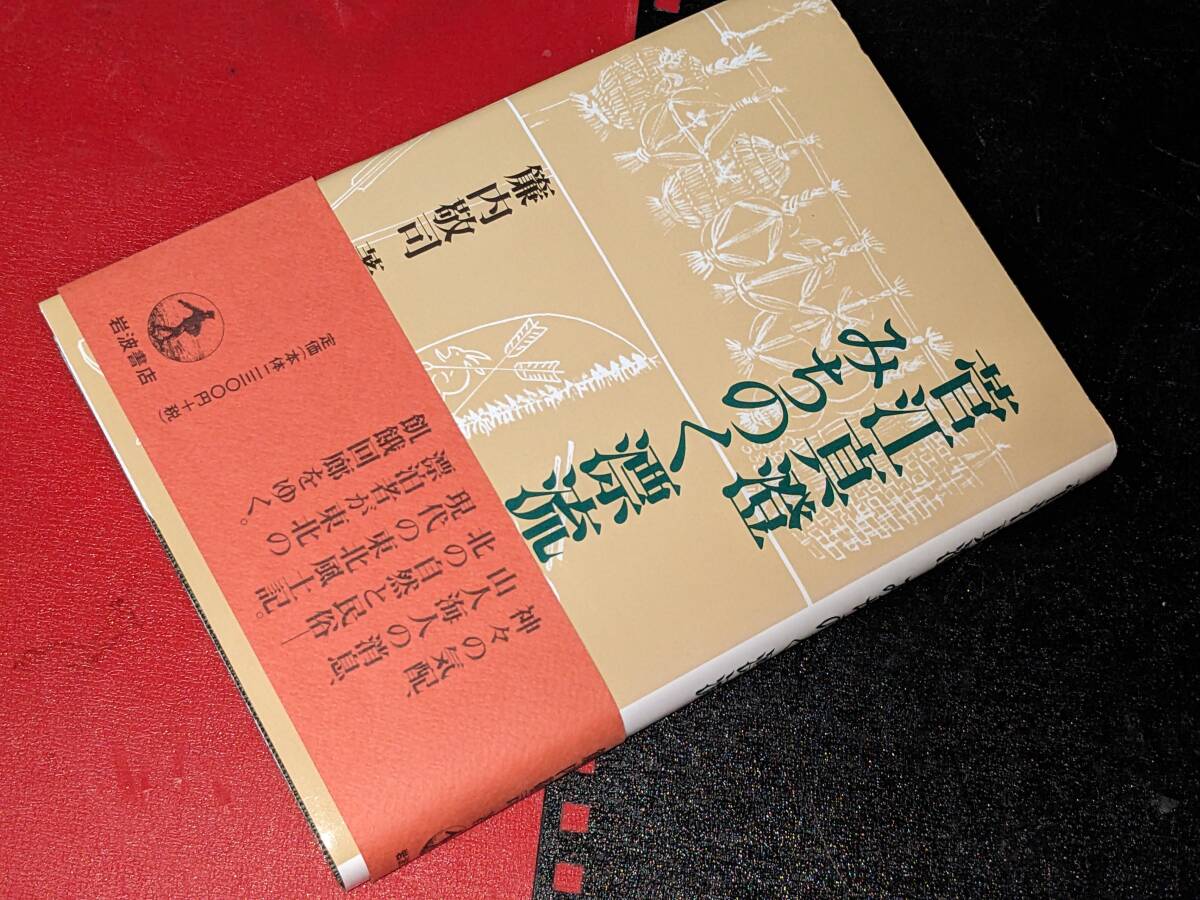 菅江真澄
みちのく漂流
簾内敬司
神々の気配、
山人海人の消息、
北の自然と民俗―
現代の東北風土記。
漂泊者が東北の
飢餓回廊をゆく。
定価(本体二三〇〇円+税)
岩波書店